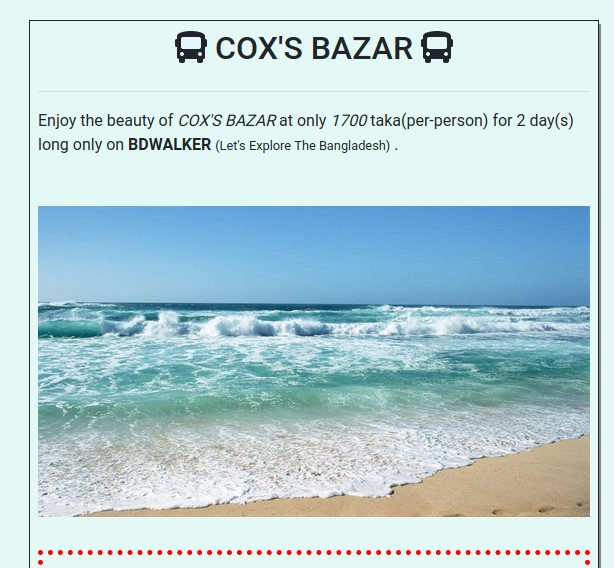 COX'S BAZAR
Enjoy the beauty of COX'S BAZAR at only 1700 taka(per-person) for 2 day(s)
long only on BDWALKER (Let's Explore The Bangladesh) .